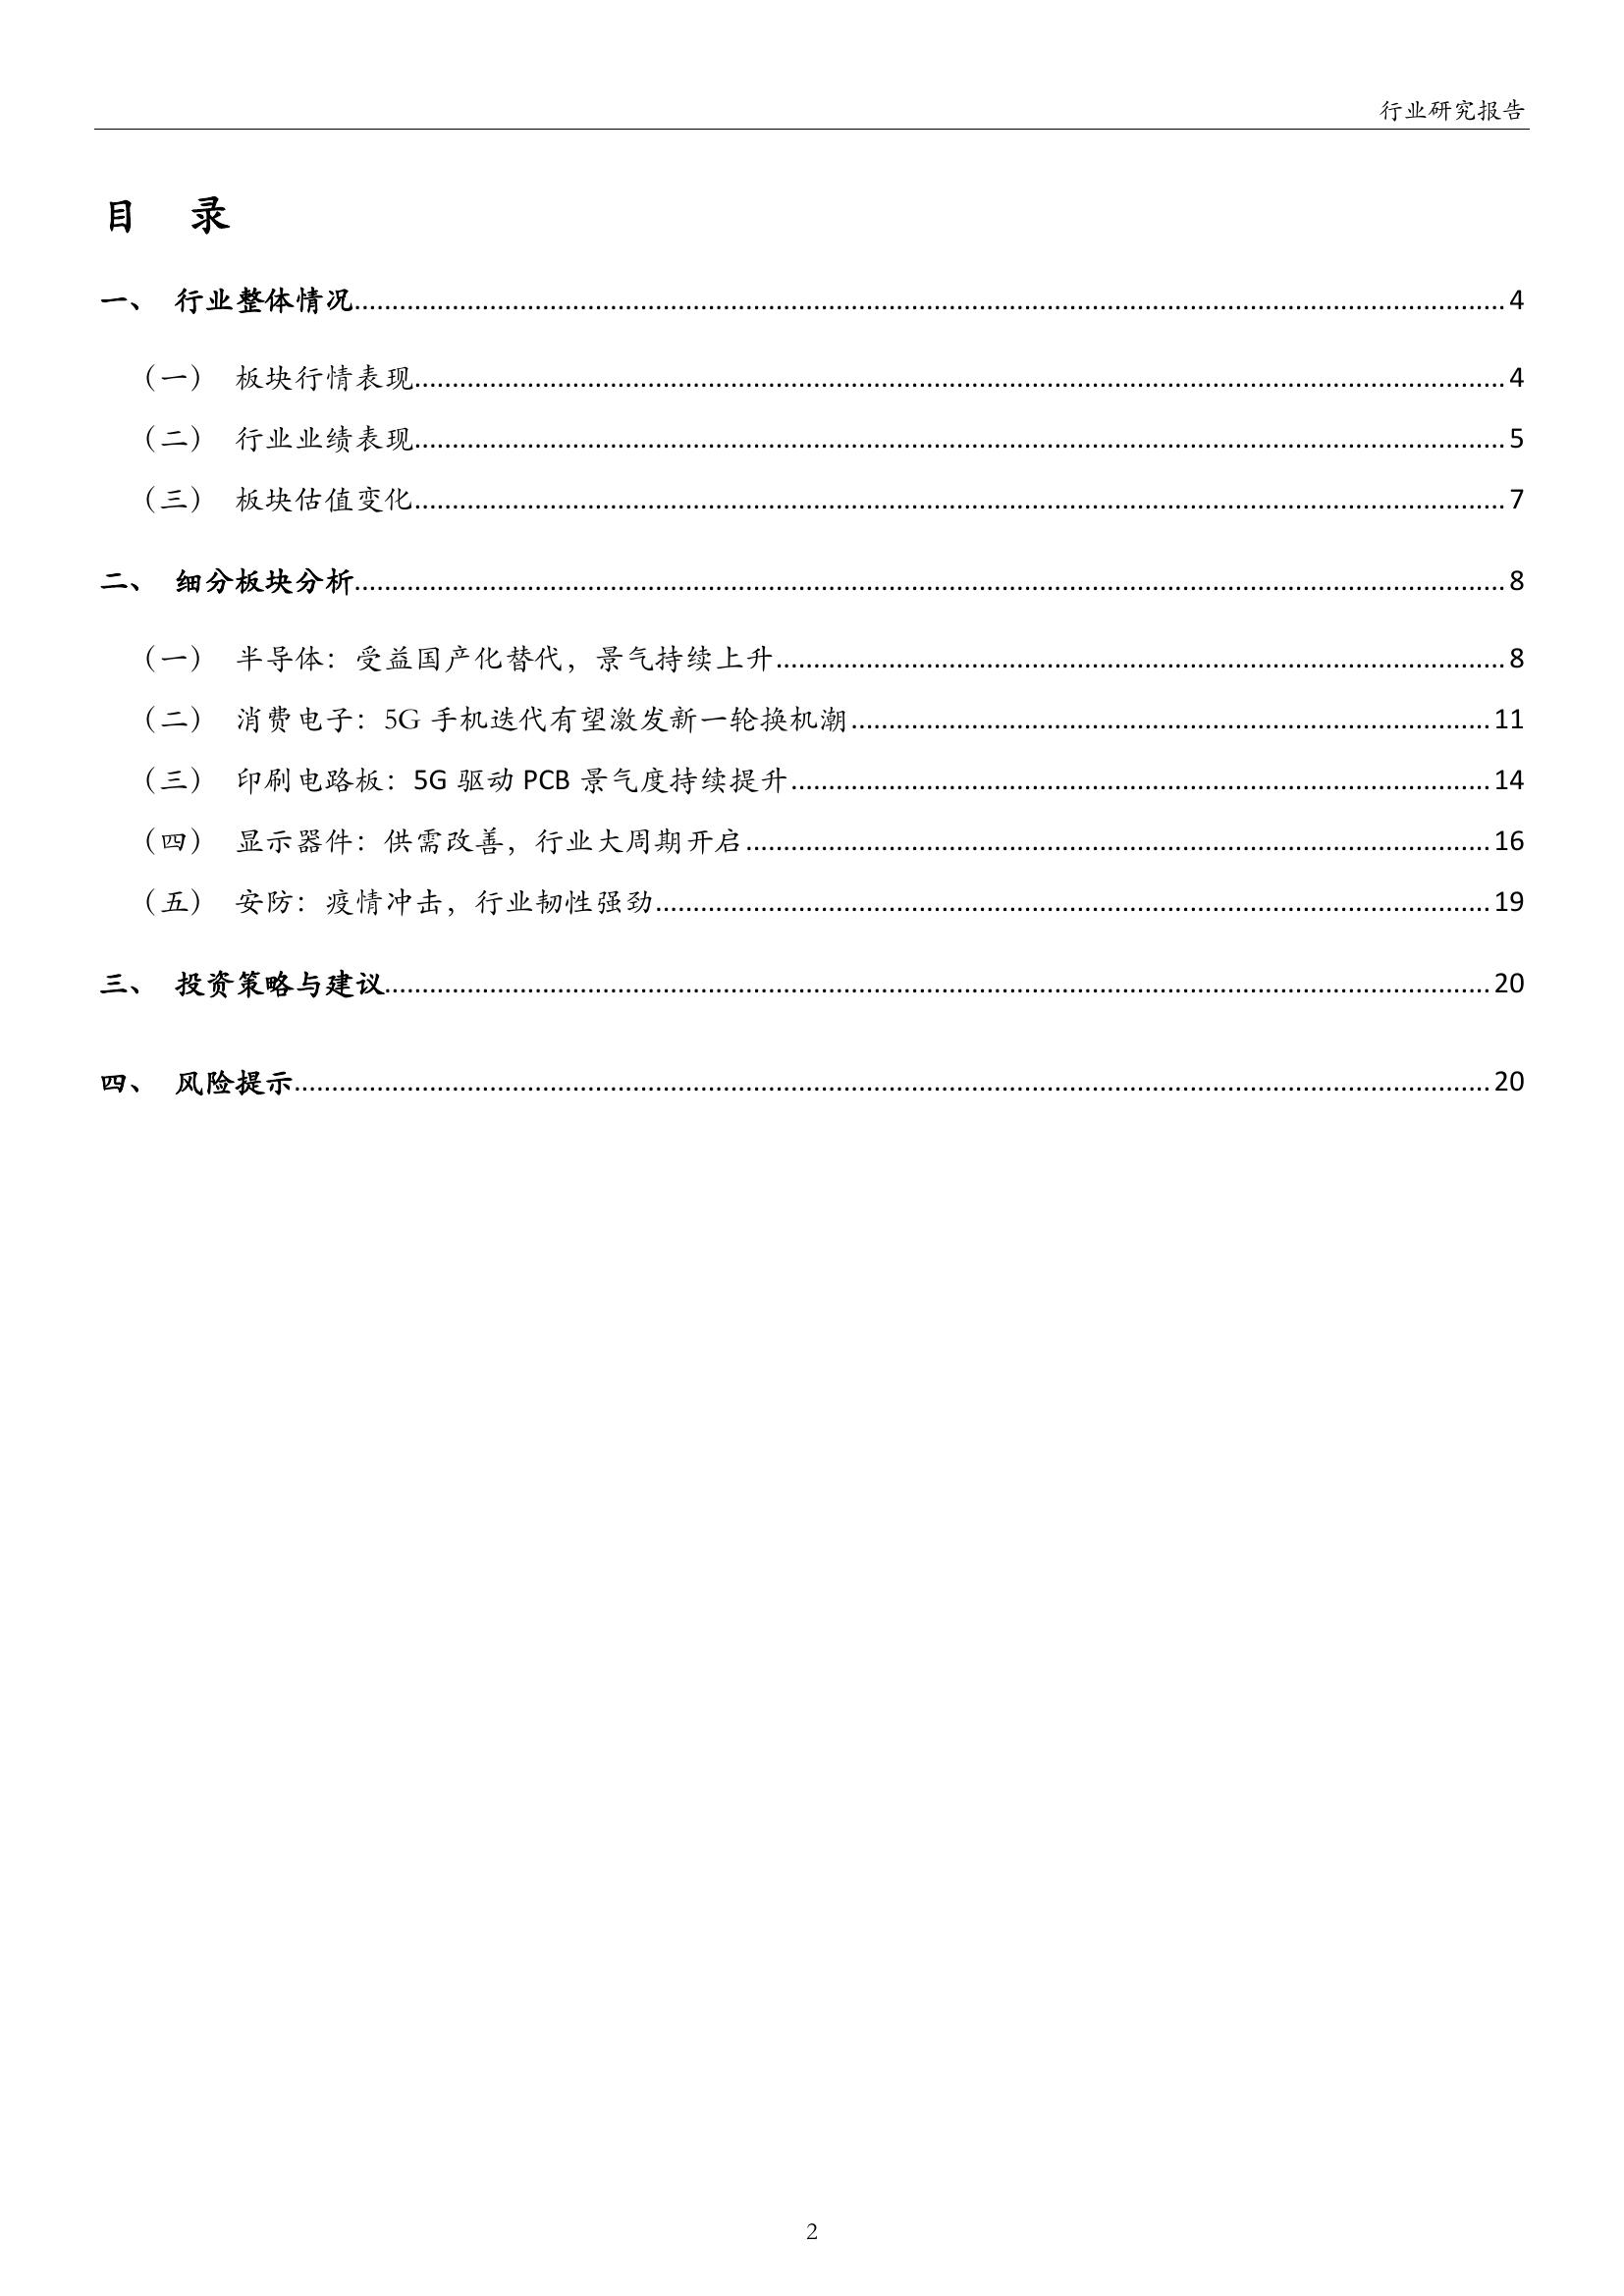 行业研究报告
目 录
一、 行业整体情况........ 4
（一） 板块行情表现........ 4
（二） 行业业绩表现........ 5
（三） 板块估值变化........ 7
二、 细分板块分析........ 8
（一） 半导体：受益国产化替代，景气持续上升........ 8
（二） 消费电子：5G 手机迭代有望激发新一轮换机潮........ 11
（三） 印刷电路板：5G 驱动 PCB 景气度持续提升........ 14
（四） 显示器件：供需改善，行业大周期开启........ 16
（五） 安防：疫情冲击，行业韧性强劲........ 19
三、 投资策略与建议........ 20
四、 风险提示........ 20
2